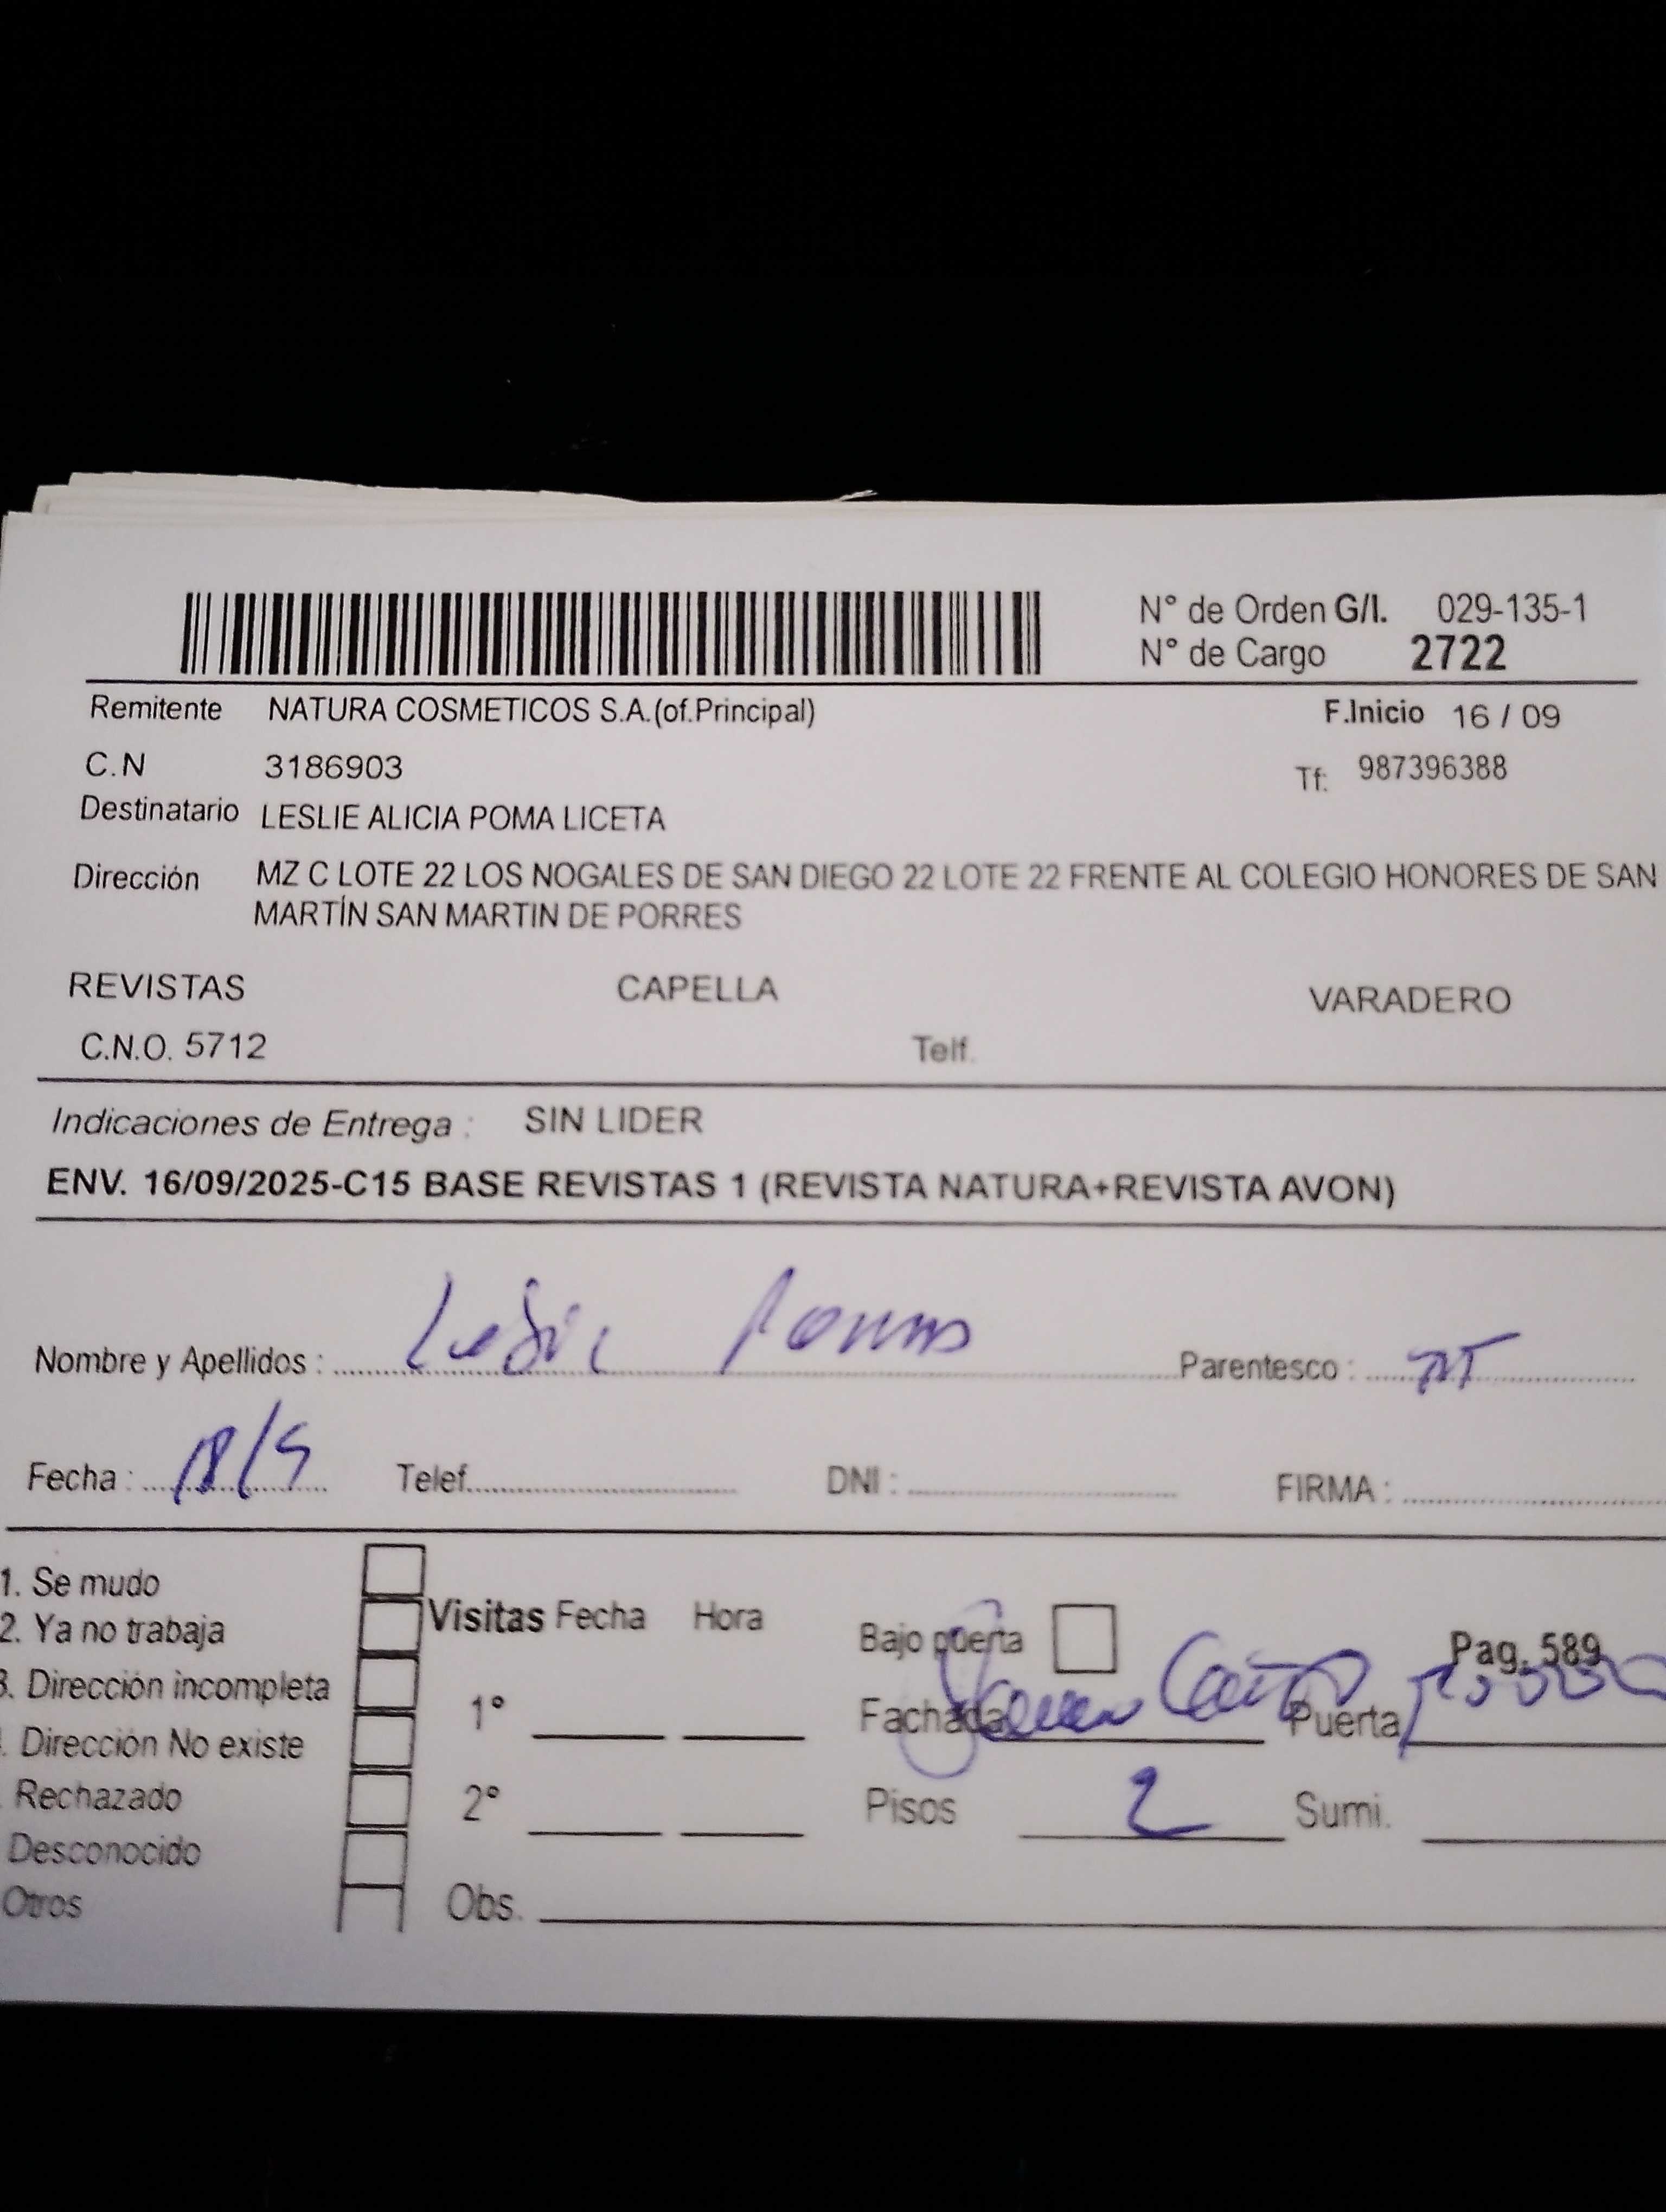 N° de Orden G/I. 029-135-1
N° de Cargo 2722
Remitente NATURA COSMETICOS S.A.(of.Principal) F.Inicio 16 / 09
C.N 3186903 Tf: 987396388
Destinatario LESLIE ALICIA POMA LICETA
Dirección MZ C LOTE 22 LOS NOGALES DE SAN DIEGO 22 LOTE 22 FRENTE AL COLEGIO HONORES DE SAN
MARTÍN SAN MARTIN DE PORRES
REVISTAS CAPELLA VARADERO
C.N.O. 5712 Telf.
Indicaciones de Entrega : SIN LIDER
ENV. 16/09/2025-C15 BASE REVISTAS 1 (REVISTA NATURA+REVISTA AVON)
Nombre y Apellidos : Leslie Poma Parentesco :
Fecha : 18/9 Telef. DNI : FIRMA :
1. Se mudo
2. Ya no trabaja Visitas Fecha Hora Bajo puerta Pag. 589
3. Dirección incompleta 1° Fachada Puerta
. Dirección No existe
. Rechazado 2° Pisos 2 Sumi.
Desconocido
Otros Obs.